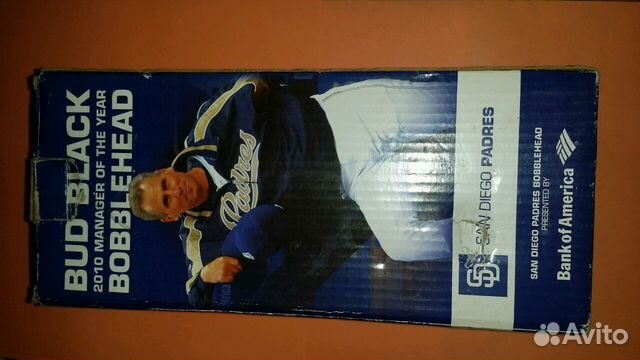 BUD BLACK
2010 MANAGER OF THE YEAR
BOBBLEHEAD
Padres
SD
SAN DIEGO PADRES
SAN DIEGO PADRES BOBBLEHEAD
PRESENTED BY
Bank of America
Avito